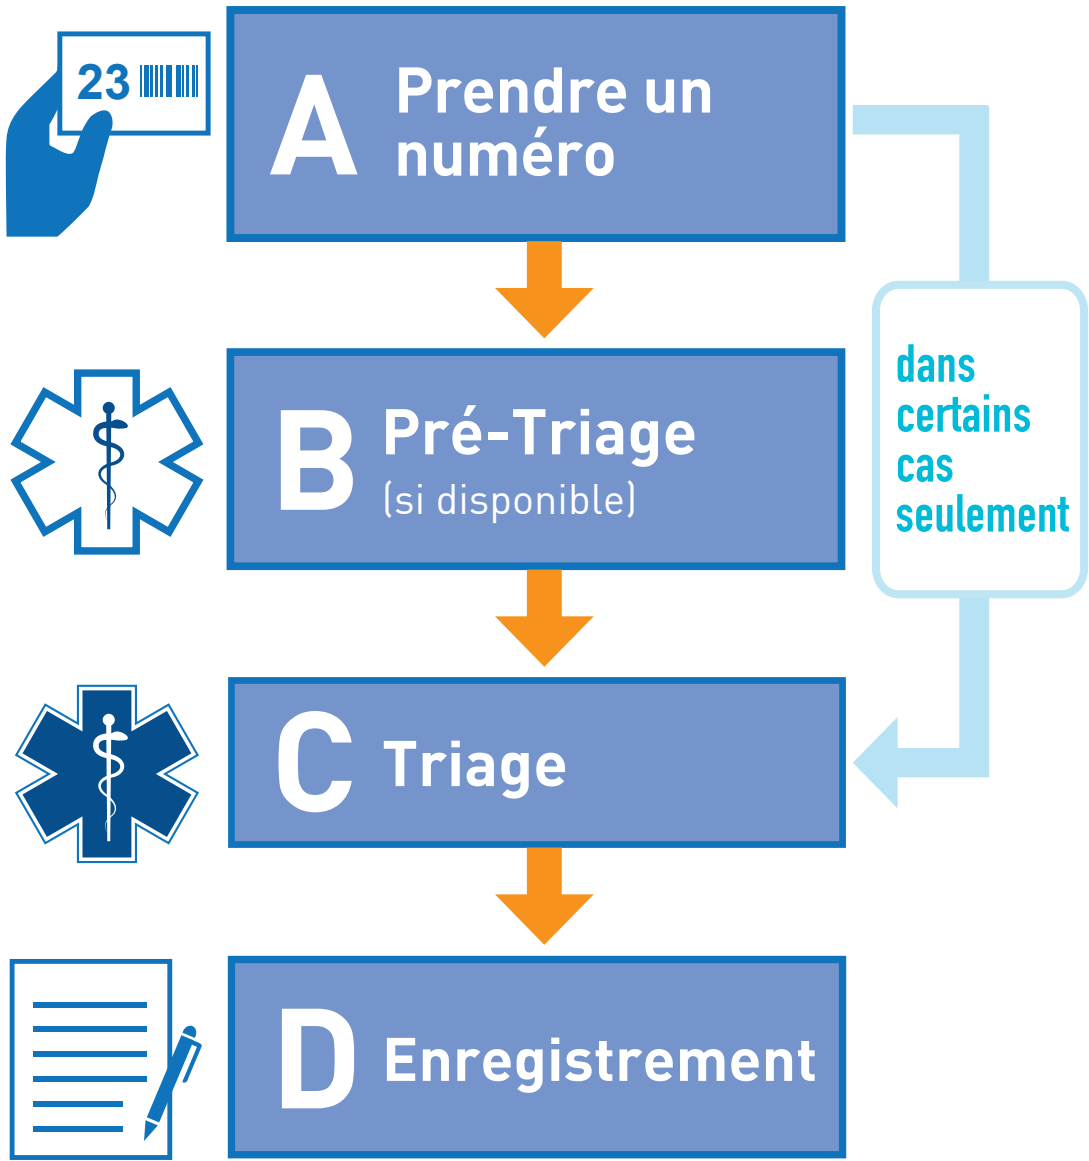 23
A
Prendre un
numéro
B
Pré-Triage
(si disponible)
dans
certains
cas
seulement
C
Triage
D
Enregistrement